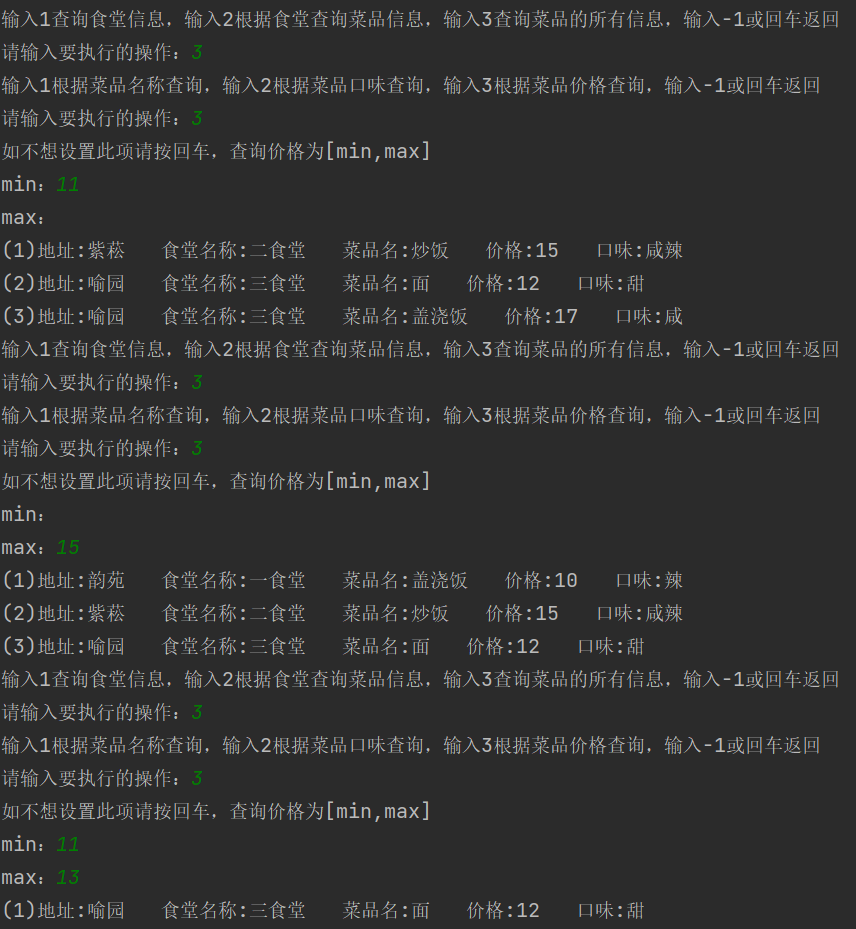 输入1查询食堂信息，输入2根据食堂查询菜品信息，输入3查询菜品的所有信息，输入-1或回车返回
请输入要执行的操作：3
输入1根据菜品名称查询，输入2根据菜品口味查询，输入3根据菜品价格查询，输入-1或回车返回
请输入要执行的操作：3
如不想设置此项请按回车，查询价格为[min,max]
min：11
max：
(1)地址:紫菘   食堂名称:二食堂   菜品名:炒饭   价格:15   口味:咸辣
(2)地址:喻园   食堂名称:三食堂   菜品名:面   价格:12   口味:甜
(3)地址:喻园   食堂名称:三食堂   菜品名:盖浇饭   价格:17   口味:咸
输入1查询食堂信息，输入2根据食堂查询菜品信息，输入3查询菜品的所有信息，输入-1或回车返回
请输入要执行的操作：3
输入1根据菜品名称查询，输入2根据菜品口味查询，输入3根据菜品价格查询，输入-1或回车返回
请输入要执行的操作：3
如不想设置此项请按回车，查询价格为[min,max]
min：
max：15
(1)地址:韵苑   食堂名称:一食堂   菜品名:盖浇饭   价格:10   口味:辣
(2)地址:紫菘   食堂名称:二食堂   菜品名:炒饭   价格:15   口味:咸辣
(3)地址:喻园   食堂名称:三食堂   菜品名:面   价格:12   口味:甜
输入1查询食堂信息，输入2根据食堂查询菜品信息，输入3查询菜品的所有信息，输入-1或回车返回
请输入要执行的操作：3
输入1根据菜品名称查询，输入2根据菜品口味查询，输入3根据菜品价格查询，输入-1或回车返回
请输入要执行的操作：3
如不想设置此项请按回车，查询价格为[min,max]
min：11
max：13
(1)地址:喻园   食堂名称:三食堂   菜品名:面   价格:12   口味:甜